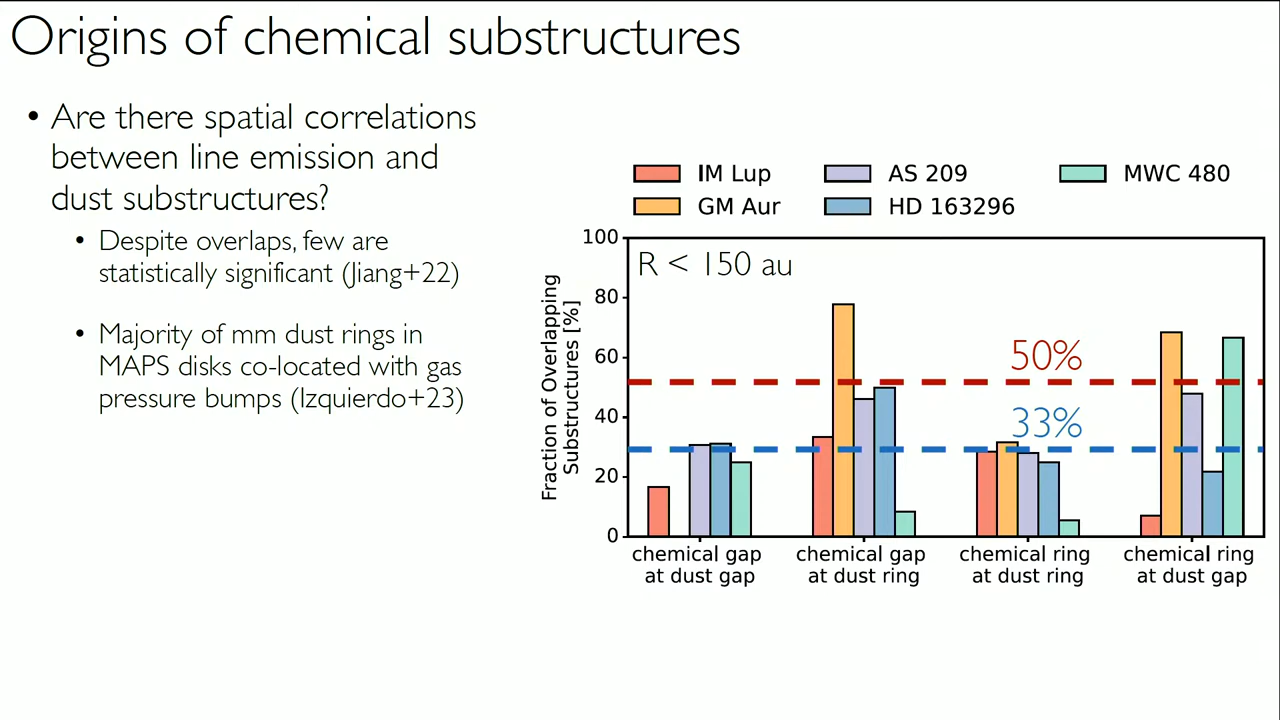 Origins of chemical substructures
• Are there spatial correlations
between line emission and
dust substructures?
• Despite overlaps, few are
statistically significant (Jiang+22)
• Majority of mm dust rings in
MAPS disks co-located with gas
pressure bumps (Izquierdo+23)
IM Lup
AS 209
MWC 480
GM Aur
HD 163296
R < 150 au
Fraction of Overlapping
Substructures [%]
100
80
60
40
20
0
50%
33%
chemical gap
at dust gap
chemical gap
at dust ring
chemical ring
at dust ring
chemical ring
at dust gap